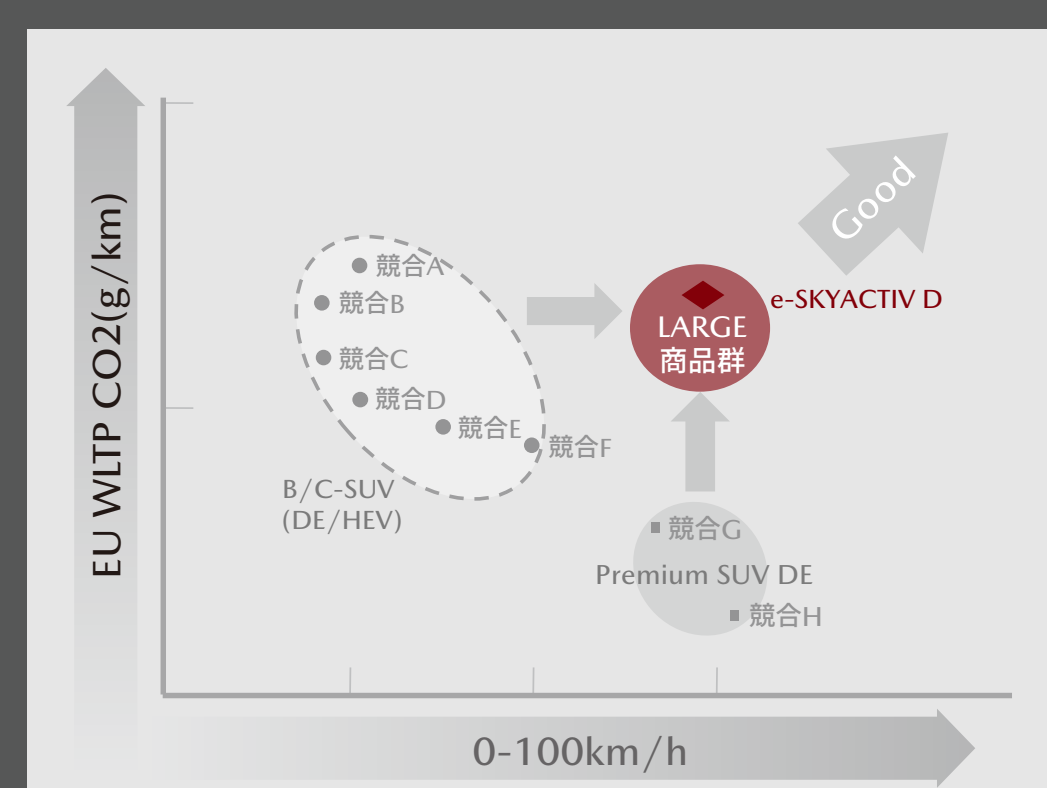 EU WLTP CO2(g/km)
Good
競合A
競合B
競合C
競合D
競合E
競合F
B/C-SUV
(DE/HEV)
e-SKYACTIV D
LARGE
商品群
競合G
Premium SUV DE
競合H
0-100km/h